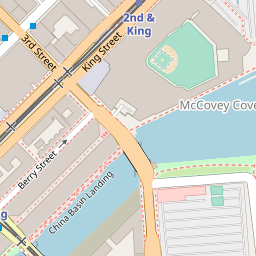 2nd &
King
3rd Street
King Street
McCovey Cove
Berry Street
China Basin Landing